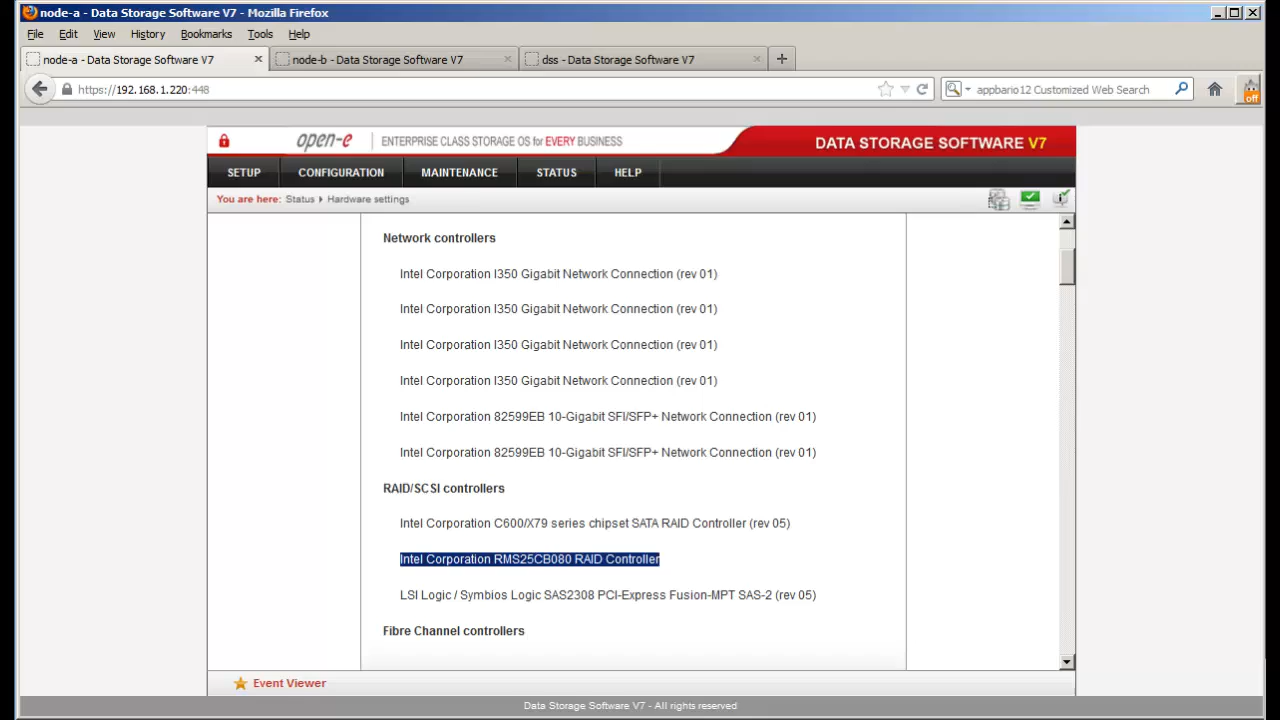 node-a - Data Storage Software V7 - Mozilla Firefox
File Edit View History Bookmarks Tools Help
node-a - Data Storage Software V7 × node-b - Data Storage Software V7 × dss - Data Storage Software V7 × +
https://192.168.1.220:448 appbario12 Customized Web Search off
open-e ENTERPRISE CLASS STORAGE OS for EVERY BUSINESS DATA STORAGE SOFTWARE V7
SETUP CONFIGURATION MAINTENANCE STATUS HELP
You are here: Status Hardware settings
Network controllers
Intel Corporation I350 Gigabit Network Connection (rev 01)
Intel Corporation I350 Gigabit Network Connection (rev 01)
Intel Corporation I350 Gigabit Network Connection (rev 01)
Intel Corporation I350 Gigabit Network Connection (rev 01)
Intel Corporation 82599EB 10-Gigabit SFI/SFP+ Network Connection (rev 01)
Intel Corporation 82599EB 10-Gigabit SFI/SFP+ Network Connection (rev 01)
RAID/SCSI controllers
Intel Corporation C600/X79 series chipset SATA RAID Controller (rev 05)
Intel Corporation RMS25CB080 RAID Controller
LSI Logic / Symbios Logic SAS2308 PCI-Express Fusion-MPT SAS-2 (rev 05)
Fibre Channel controllers
Event Viewer
Data Storage Software V7 - All rights reserved